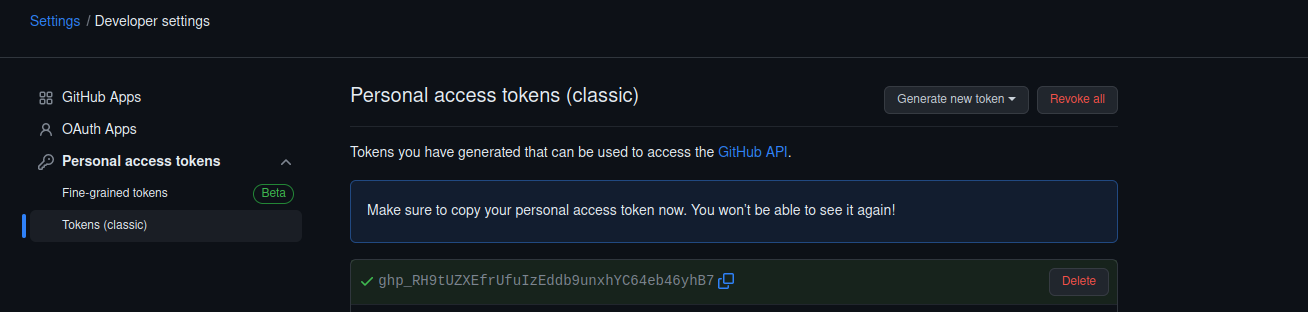 Settings / Developer settings
GitHub Apps
OAuth Apps
Personal access tokens
Fine-grained tokens Beta
Tokens (classic)
Personal access tokens (classic)
Generate new token
Revoke all
Tokens you have generated that can be used to access the GitHub API.
Make sure to copy your personal access token now. You won't be able to see it again!
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
Delete